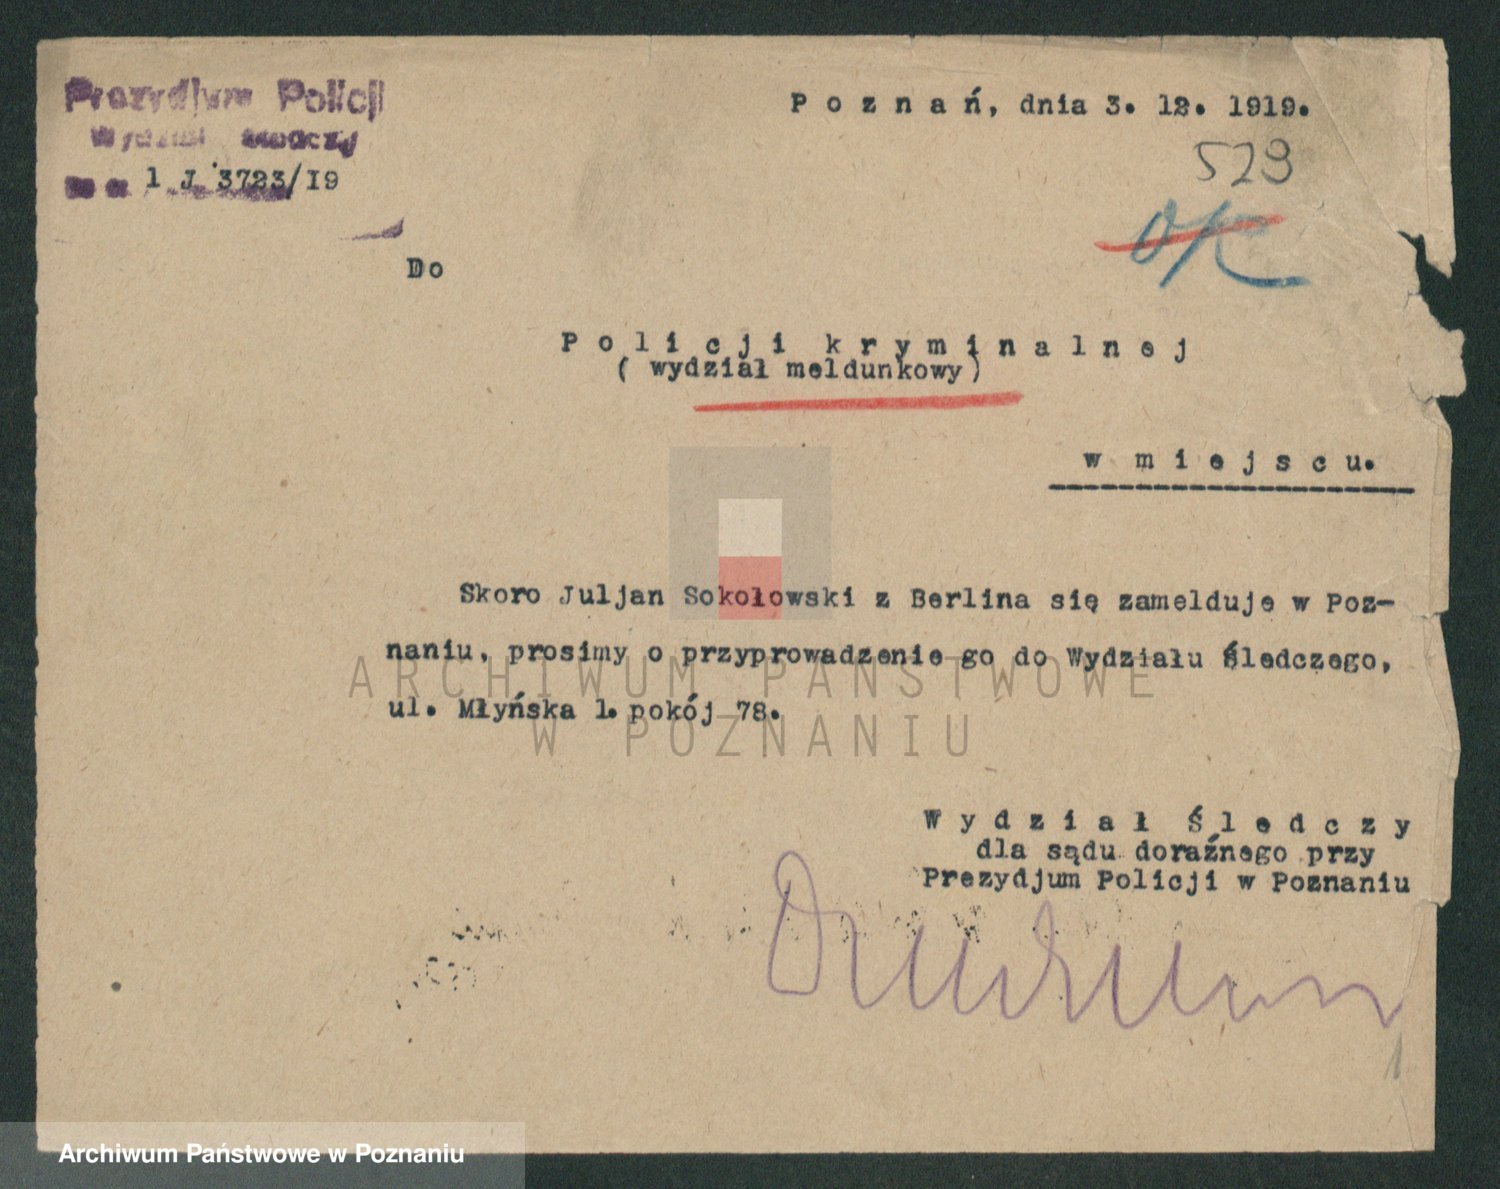 Prezydjum Policji
Wydział Śledczy
1 J 3723/19
Poznań, dnia 3. 12. 1919.
529
OK
Do
Policji kryminalnej
( wydział meldunkowy)
w miejscu.
Skoro Juljan Sokołowski z Berlina się zamelduje w Poz-
naniu, prosimy o przyprowadzenie go do Wydziału Śledczego,
ul. Młyńska 1. pokój 78.
Wydział Śledczy
dla sądu doraźnego przy
Prezydjum Policji w Poznaniu
ARCHIWUM PAŃSTWOWE
W POZNANIU
Archiwum Państwowe w Poznaniu